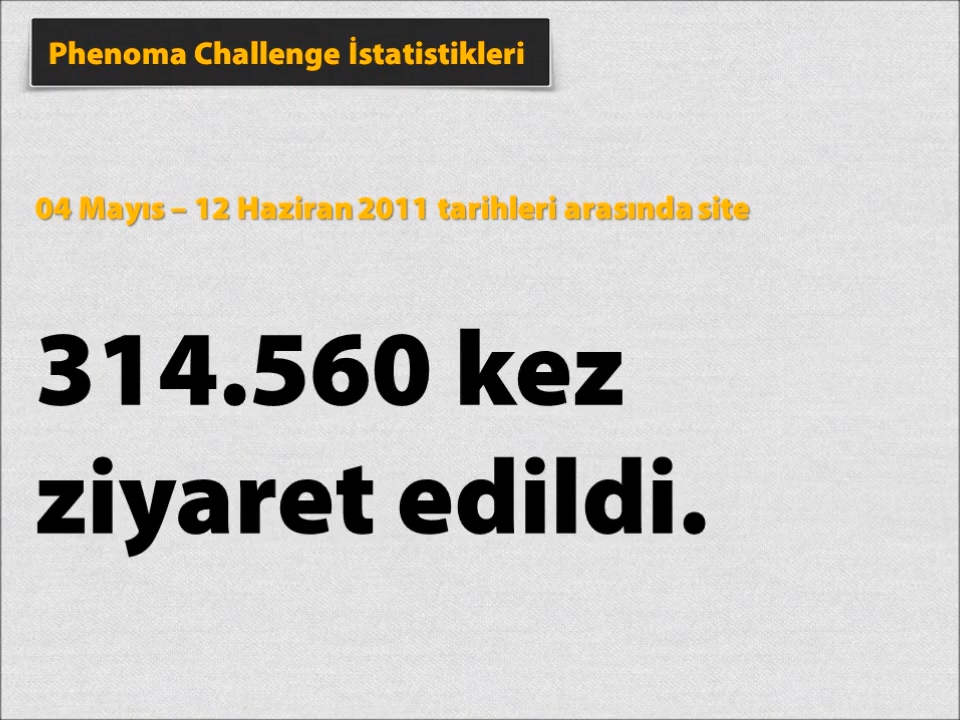 Phenoma Challenge İstatistikleri
04 Mayıs – 12 Haziran 2011 tarihleri arasında site
314.560 kez
ziyaret edildi.